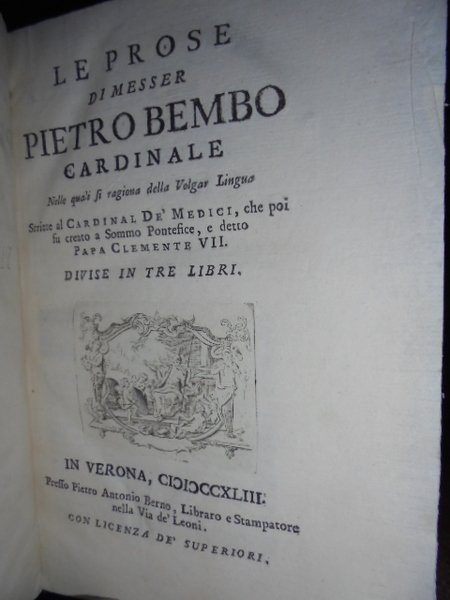 LE PROSE
DI MESSER
PIETRO BEMBO
CARDINALE
Nelle quali si ragiona della Volgar Lingua
Scritte al CARDINAL DE' MEDICI, che poi
fu creato a Sommo Pontefice, e detto
PAPA CLEMENTE VII.
DIVISE IN TRE LIBRI.
IN VERONA, CIƆIƆCCXLIII.
Presso Pietro Antonio Berno, Libraro e Stampatore
nella Via de' Leoni.
CON LICENZA DE' SUPERIORI.